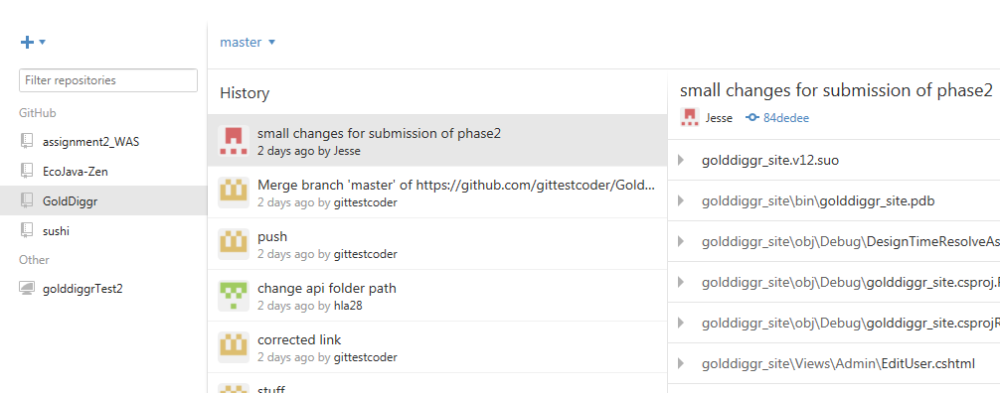 master
Filter repositories
GitHub
assignment2_WAS
EcoJava-Zen
GoldDiggr
sushi
Other
golddiggrTest2
History
small changes for submission of phase2
2 days ago by Jesse
Merge branch 'master' of https://github.com/gittestcoder/Gold...
2 days ago by gittestcoder
push
2 days ago by gittestcoder
change api folder path
2 days ago by hla28
corrected link
2 days ago by gittestcoder
stuff
small changes for submission of phase2
Jesse 84dedee
golddiggr_site.v12.suo
golddiggr_site\bin\golddiggr_site.pdb
golddiggr_site\obj\Debug\DesignTimeResolveAs
golddiggr_site\obj\Debug\golddiggr_site.csproj.F
golddiggr_site\obj\Debug\golddiggr_site.csprojR
golddiggr_site\Views\Admin\EditUser.cshtml